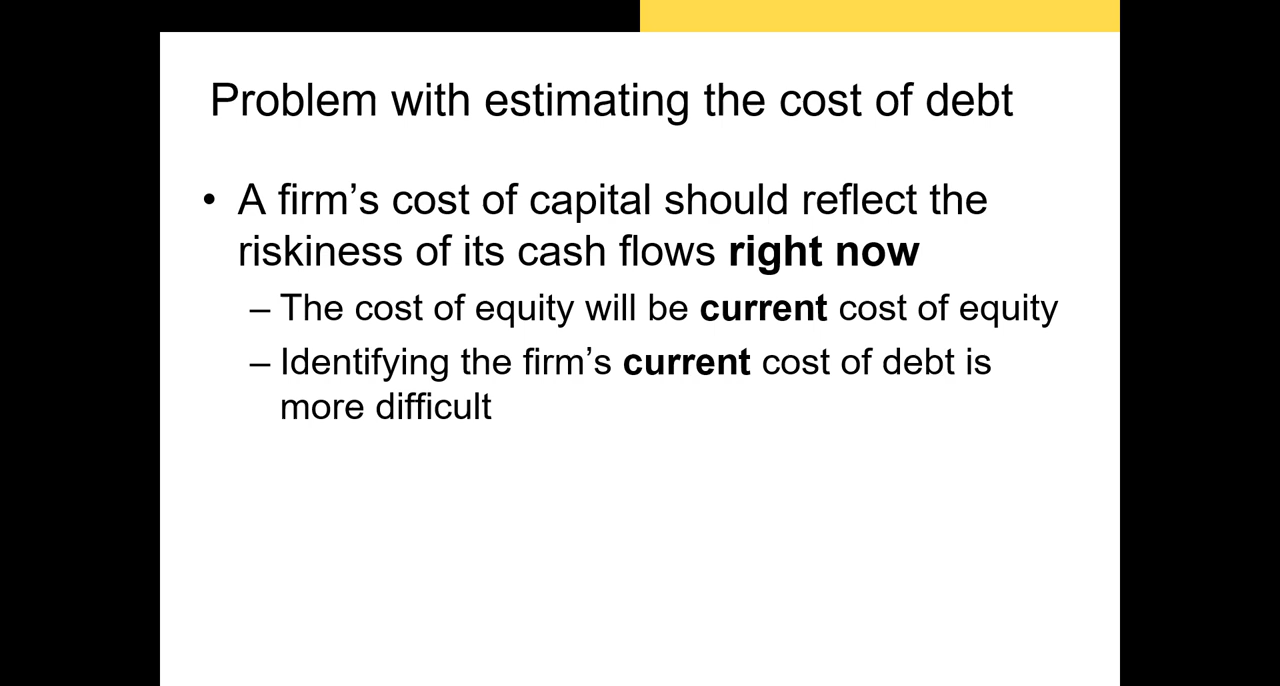 Problem with estimating the cost of debt
• A firm’s cost of capital should reflect the
riskiness of its cash flows right now
– The cost of equity will be current cost of equity
– Identifying the firm’s current cost of debt is
more difficult